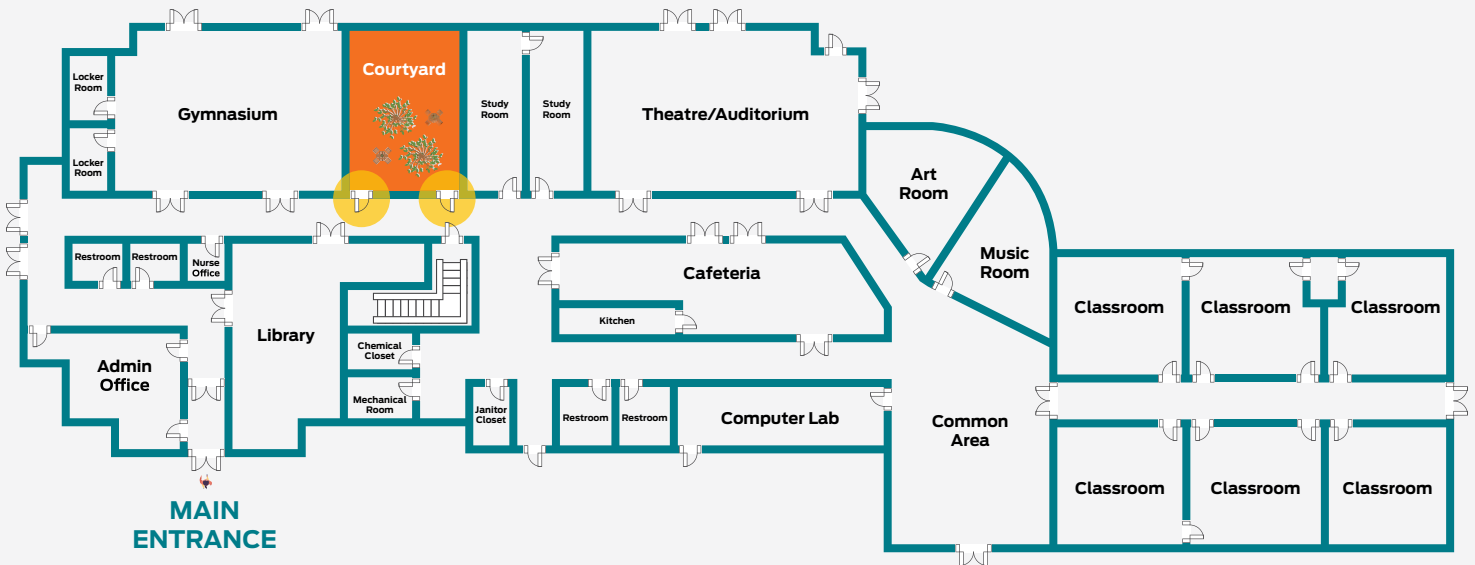 Courtyard
Locker
Room
Gymnasium
Study
Room
Study
Room
Theatre/Auditorium
Locker
Room
Art
Room
Music
Room
Restroom
Restroom
Nurse
Office
Cafeteria
Kitchen
Library
Chemical
Closet
Admin
Office
Mechanical
Room
Janitor
Closet
Restroom
Restroom
Computer Lab
Common
Area
Classroom
Classroom
Classroom
Classroom
Classroom
Classroom
MAIN
ENTRANCE